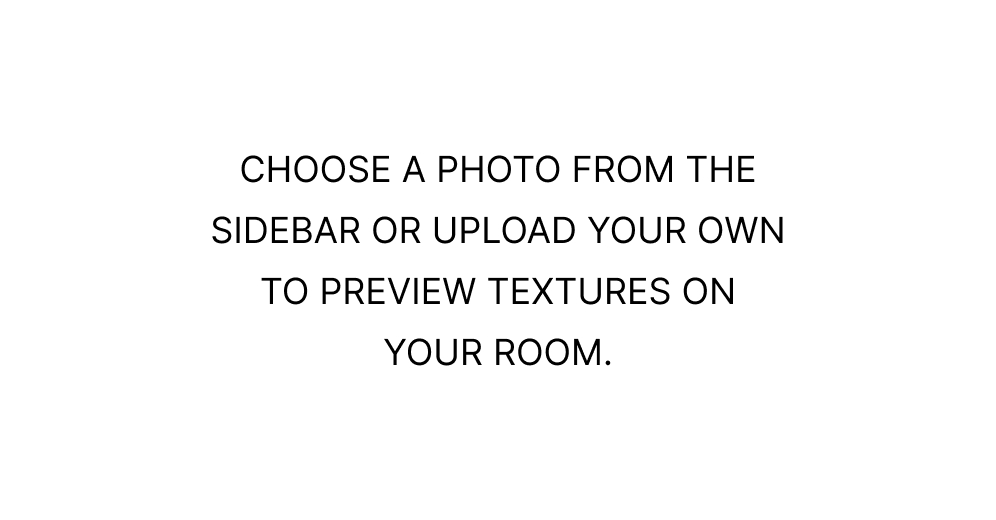 CHOOSE A PHOTO FROM THE
SIDEBAR OR UPLOAD YOUR OWN
TO PREVIEW TEXTURES ON
YOUR ROOM.